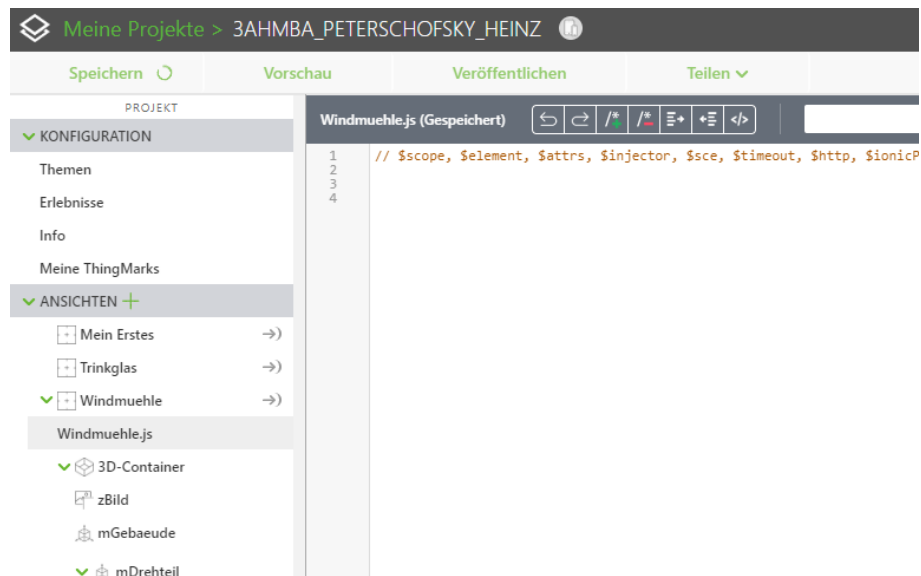 Meine Projekte > 3AHMBA_PETERSCHOFSKY_HEINZ
Speichern Vorschau Veröffentlichen Teilen
PROJEKT
KONFIGURATION
Themen
Erlebnisse
Info
Meine ThingMarks
ANSICHTEN
Mein Erstes
Trinkglas
Windmuehle
Windmuehle.js
3D-Container
zBild
mGebaeude
mDrehteil
Windmuehle.js (Gespeichert) /* /* </>
1 // $scope, $element, $attrs, $injector, $sce, $timeout, $http, $ionicP
2
3
4